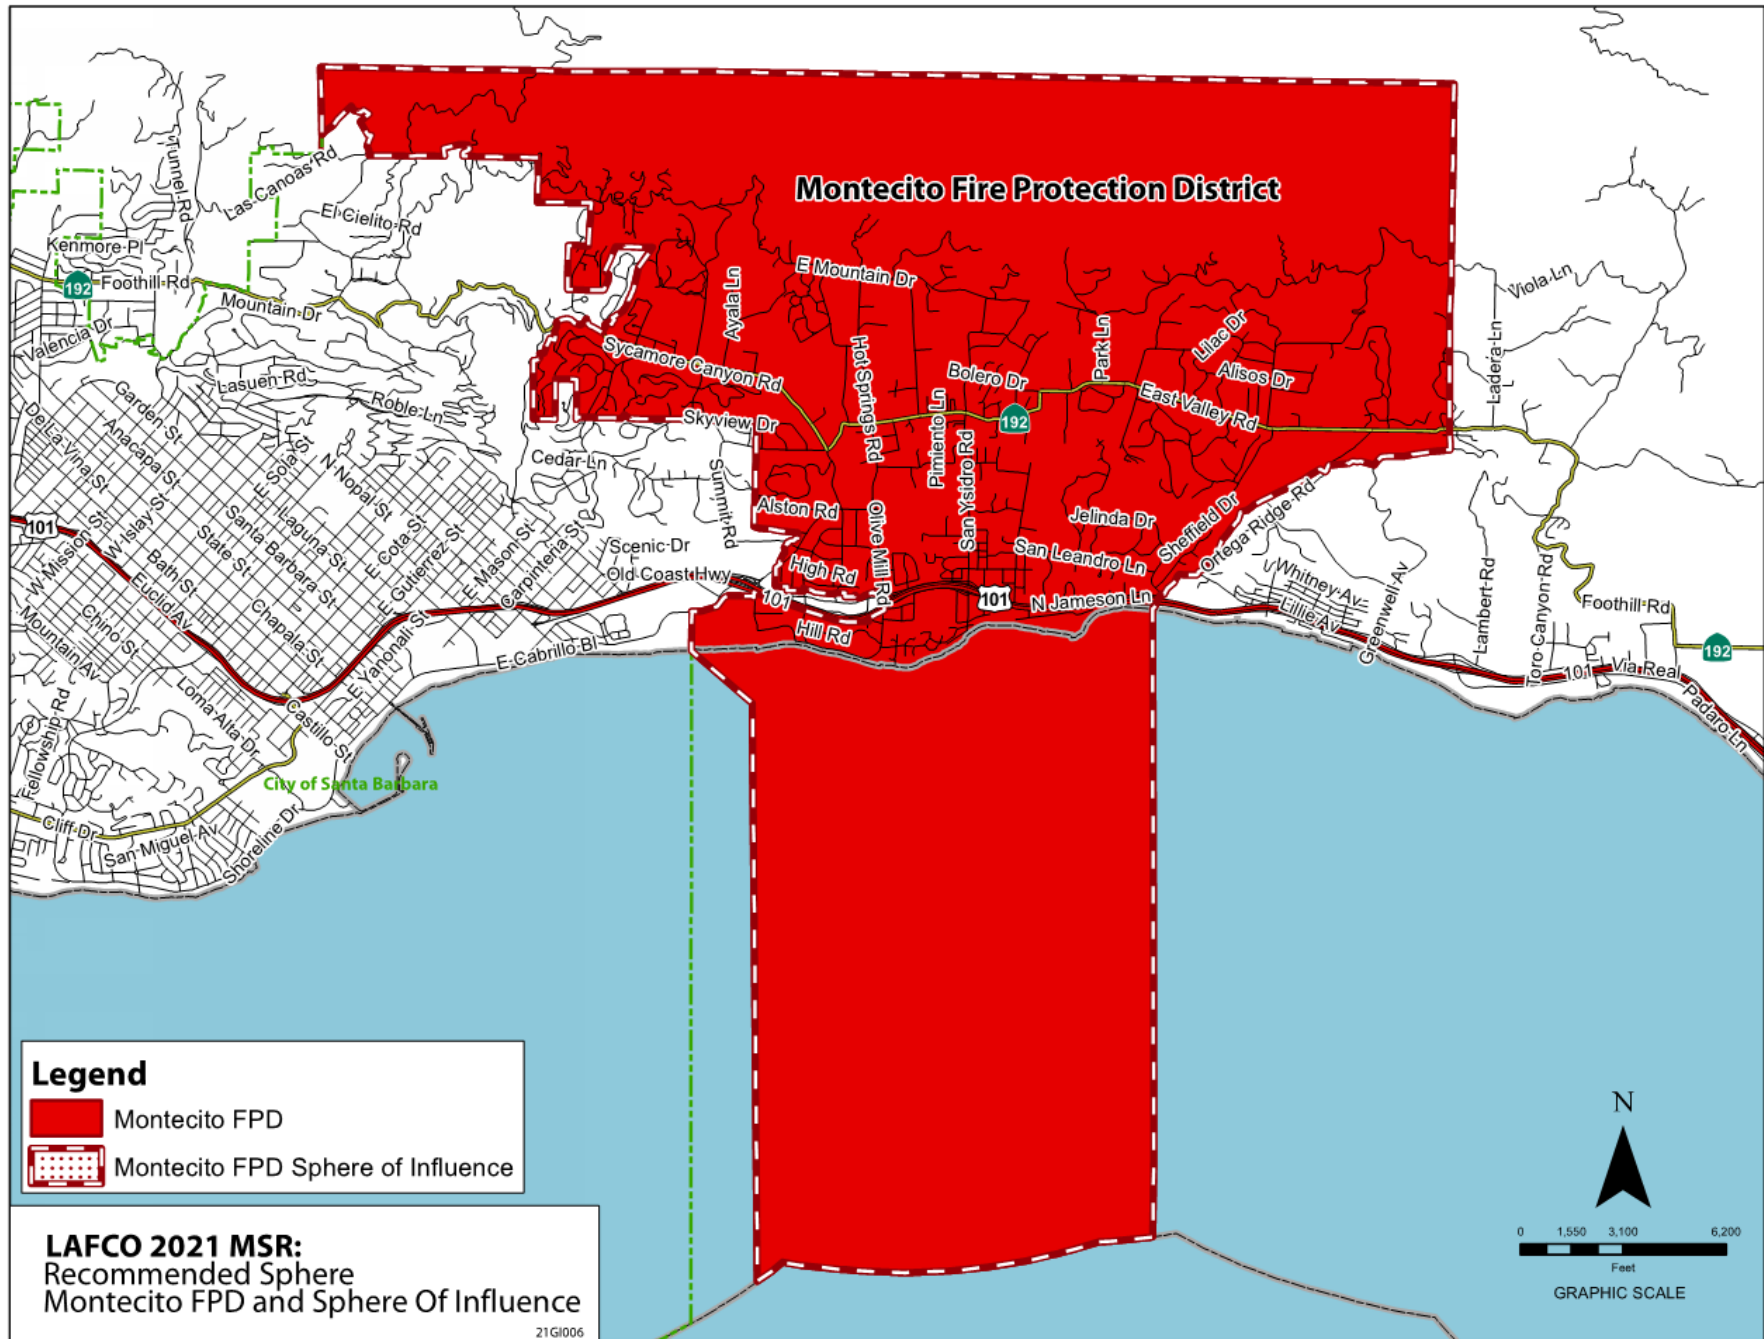 Montecito Fire Protection District
Tunnel Rd
Las Canoas Rd
El Cielito Rd
Kenmore Pl
192
Foothill Rd
Mountain Dr
Valencia Dr
Lasuen Rd
Roble Ln
Garden St
De La Vina St
Anacapa St
E Sola St
N Nopal St
Laguna St
Santa Barbara St
E Cota St
State St
W Islay St
Bath St
101
W Mission St
Euclid Av
E Gutierrez St
E Mason St
Carpinteria St
Chapala St
Chino St
Mountain Av
E Yanonali St
Castillo St
Loma Alta Dr
Fellowship Rd
City of Santa Barbara
Cliff Dr
San Miguel Av
Shoreline Dr
E Cabrillo Bl
Cedar Ln
Summit Rd
Scenic Dr
Old Coast Hwy
Ayala Ln
E Mountain Dr
Sycamore Canyon Rd
Skyview Dr
Hot Springs Rd
Bolero Dr
Park Ln
Lilac Dr
Alisos Dr
East Valley Rd
192
Pimiento Ln
San Ysidro Rd
Alston Rd
Olive Mill Rd
High Rd
Jelinda Dr
San Leandro Ln
Sheffield Dr
Ortega Ridge Rd
101
101
N Jameson Ln
Hill Rd
Viola Ln
Ladera Ln
Whitney Av
Lillie Av
Greenwell Av
Lambert Rd
Toro Canyon Rd
Foothill Rd
192
101
Via Real
Padaro Ln
Legend
Montecito FPD
Montecito FPD Sphere of Influence
LAFCO 2021 MSR:
Recommended Sphere
Montecito FPD and Sphere Of Influence
21GI006
N
0 1,550 3,100 6,200
Feet
GRAPHIC SCALE